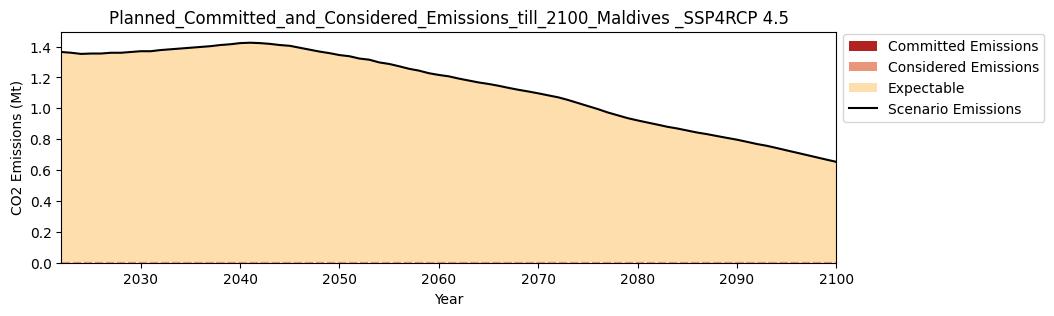 Planned_Committed_and_Considered_Emissions_till_2100_Maldives _SSP4RCP 4.5
CO2 Emissions (Mt)
1.4
1.2
1.0
0.8
0.6
0.4
0.2
0.0
2030 2040 2050 2060 2070 2080 2090 2100
Year
Committed Emissions
Considered Emissions
Expectable
Scenario Emissions